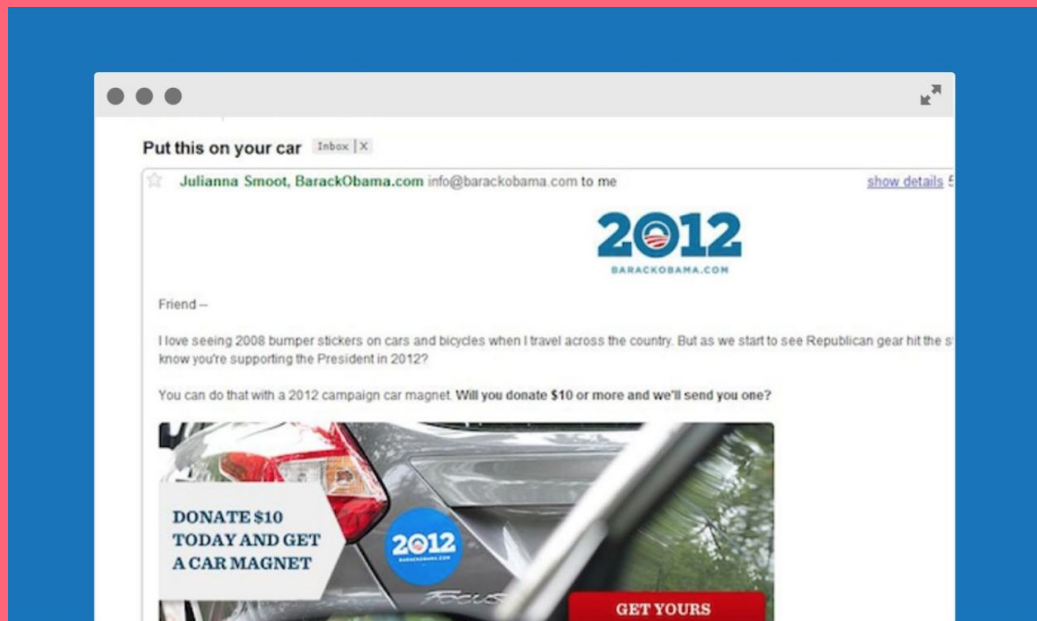 Put this on your car Inbox X
Julianna Smoot, BarackObama.com info@barackobama.com to me show details
2012
BARACKOBAMA.COM
Friend --
I love seeing 2008 bumper stickers on cars and bicycles when I travel across the country. But as we start to see Republican gear hit the
know you're supporting the President in 2012?
You can do that with a 2012 campaign car magnet. Will you donate $10 or more and we'll send you one?
DONATE $10
TODAY AND GET
A CAR MAGNET
2012
BARACKOBAMA.COM
FOCUS
GET YOURS